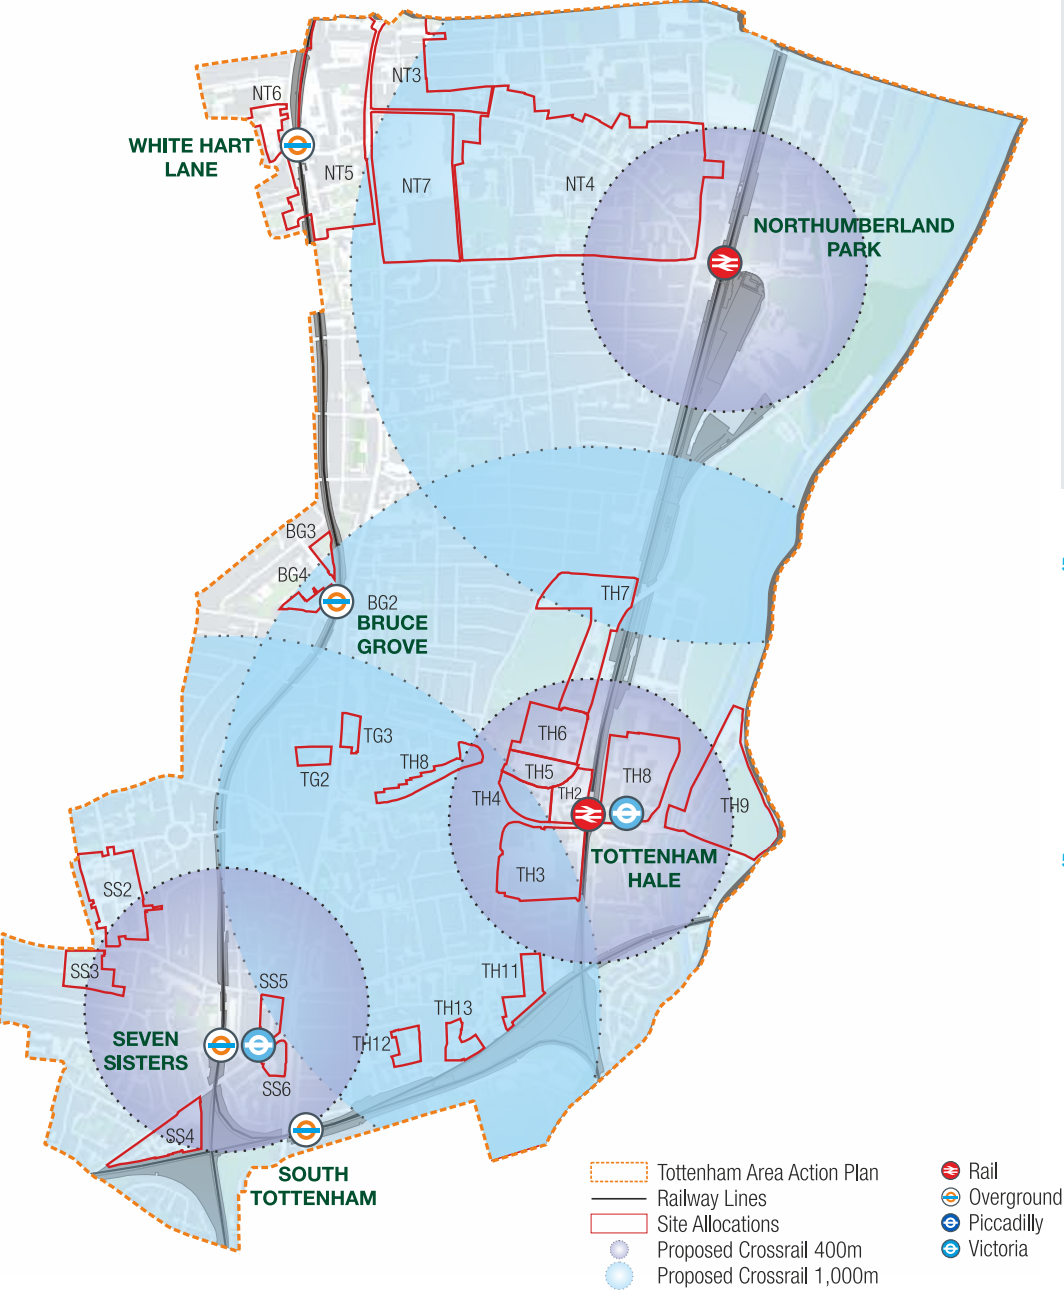 NT3
NT6
WHITE HART
LANE
NT5
NT7
NT4
NORTHUMBERLAND
PARK
BG3
BG4
BG2
BRUCE
GROVE
TH7
TG3
TG2
TH8
TH6
TH5
TH4
TH2
TH8
TH9
TOTTENHAM
HALE
TH3
SS2
SS3
SS5
TH11
TH13
TH12
SEVEN
SISTERS
SS6
SS4
SOUTH
TOTTENHAM
Tottenham Area Action Plan
Railway Lines
Site Allocations
Proposed Crossrail 400m
Proposed Crossrail 1,000m
Rail
Overground
Piccadilly
Victoria